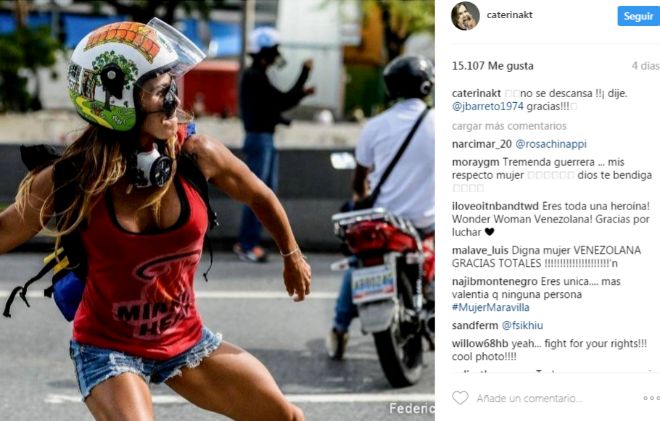 caterinakt
Seguir
15.107 Me gusta
4 días
caterinakt no se descansa !!¡ dije.
@jbarreto1974 gracias!!!
cargar más comentarios
narcimar_20 @rosachinappi
moraygm Tremenda guerrera ... mis
respecto mujer dios te bendiga
iloveoitnbandtwd Eres toda una heroína!
Wonder Woman Venezolana! Gracias por
luchar
malave_luis Digna mujer VENEZOLANA
GRACIAS TOTALES !!!!!!!!!!!!!!!!!!!!!!'n
najibmontenegro Eres unica.... mas
valentia q ninguna persona
#MujerMaravilla
sandferm @fsikhiu
willow68hb yeah... fight for your rights!!!
cool photo!!!!
Añade un comentario...
MIAMI
HEAT
Federic